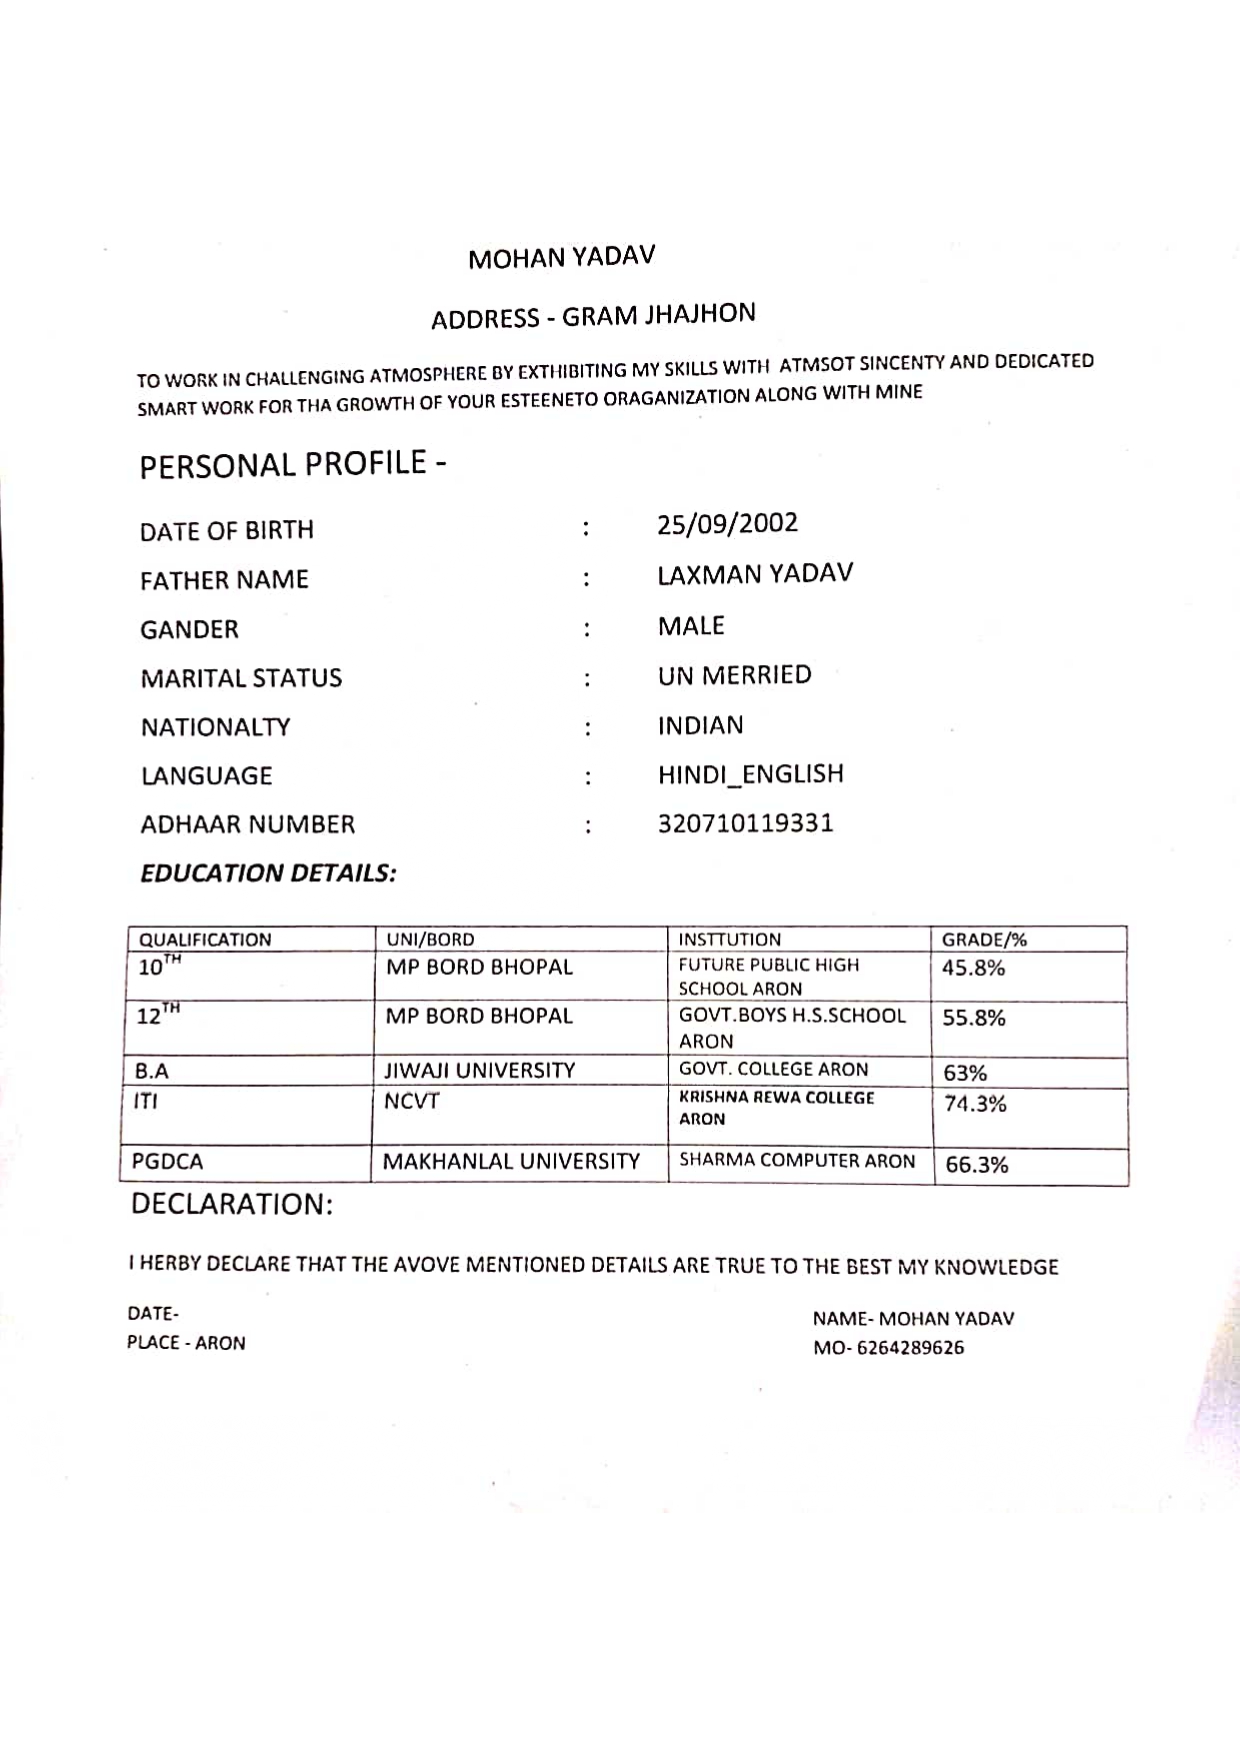 MOHAN YADAV
ADDRESS - GRAM JHAJHON
TO WORK IN CHALLENGING ATMOSPHERE BY EXTHIBITING MY SKILLS WITH ATMSOT SINCENTY AND DEDICATED
SMART WORK FOR THA GROWTH OF YOUR ESTEENETO ORAGANIZATION ALONG WITH MINE
PERSONAL PROFILE -
DATE OF BIRTH : 25/09/2002
FATHER NAME : LAXMAN YADAV
GANDER : MALE
MARITAL STATUS : UN MERRIED
NATIONALTY : INDIAN
LANGUAGE : HINDI_ENGLISH
ADHAAR NUMBER : 320710119331
EDUCATION DETAILS:
QUALIFICATION UNI/BORD INSTTUTION GRADE/%
10TH MP BORD BHOPAL FUTURE PUBLIC HIGH 45.8%
SCHOOL ARON
12TH MP BORD BHOPAL GOVT.BOYS H.S.SCHOOL 55.8%
ARON
B.A JIWAJI UNIVERSITY GOVT. COLLEGE ARON 63%
ITI NCVT KRISHNA REWA COLLEGE 74.3%
ARON
PGDCA MAKHANLAL UNIVERSITY SHARMA COMPUTER ARON 66.3%
DECLARATION:
I HERBY DECLARE THAT THE AVOVE MENTIONED DETAILS ARE TRUE TO THE BEST MY KNOWLEDGE
DATE-
NAME- MOHAN YADAV
PLACE - ARON
MO- 6264289626